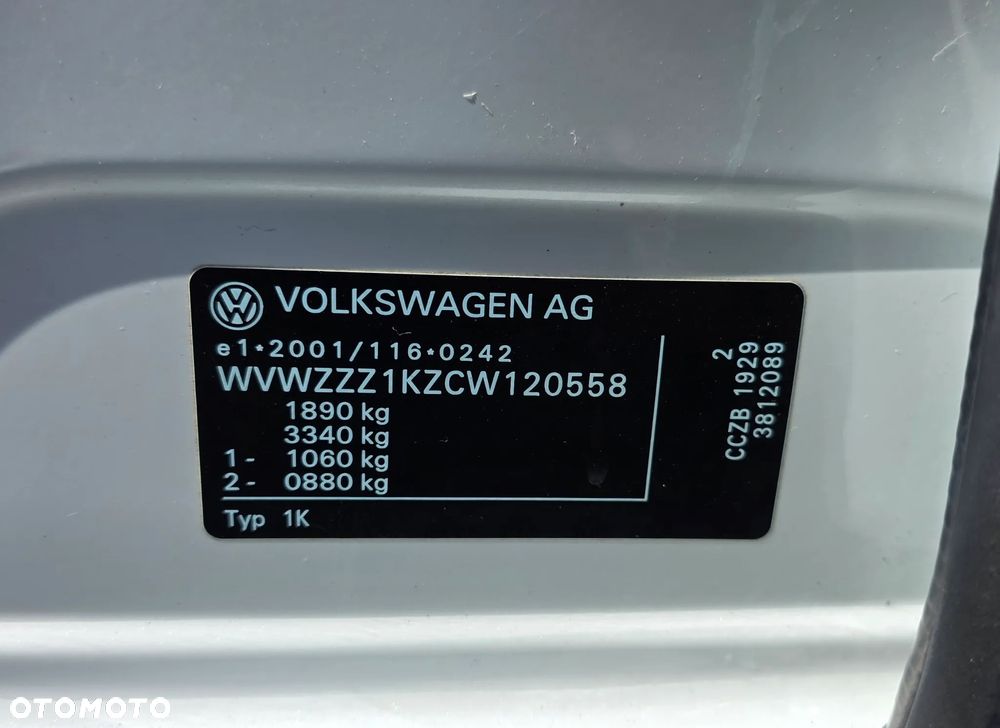 VOLKSWAGEN AG
e1*2001/116*0242
WVWZZZ1KZCW120558
1890 kg
3340 kg
1- 1060 kg
2- 0880 kg
Typ 1K
2
CCZB 1929
3812089
OTOMOTO